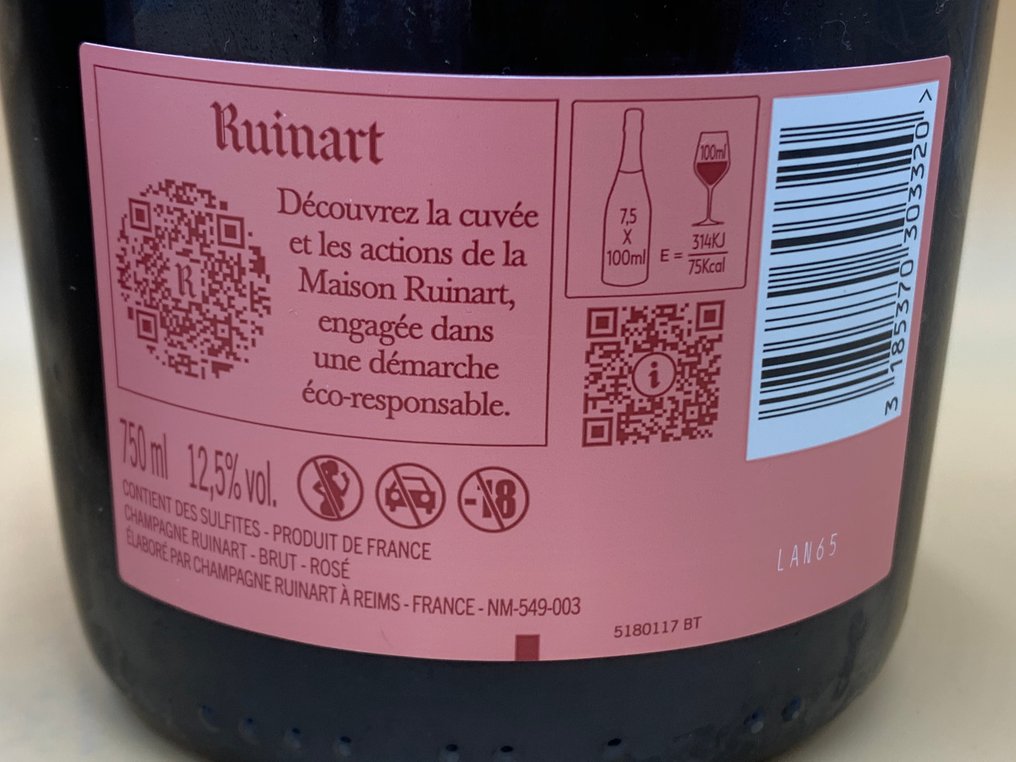 Ruinart
R
Découvrez la cuvée
et les actions de la
Maison Ruinart,
engagée dans
une démarche
éco-responsable.
7,5
X
100ml
100ml
E = 314KJ
75Kcal
i
3 185370 303320 >
750 ml 12,5% vol.
-18
CONTIENT DES SULFITES - PRODUIT DE FRANCE
CHAMPAGNE RUINART - BRUT - ROSÉ
ÉLABORÉ PAR CHAMPAGNE RUINART À REIMS - FRANCE - NM-549-003
LAN65
5180117 BT